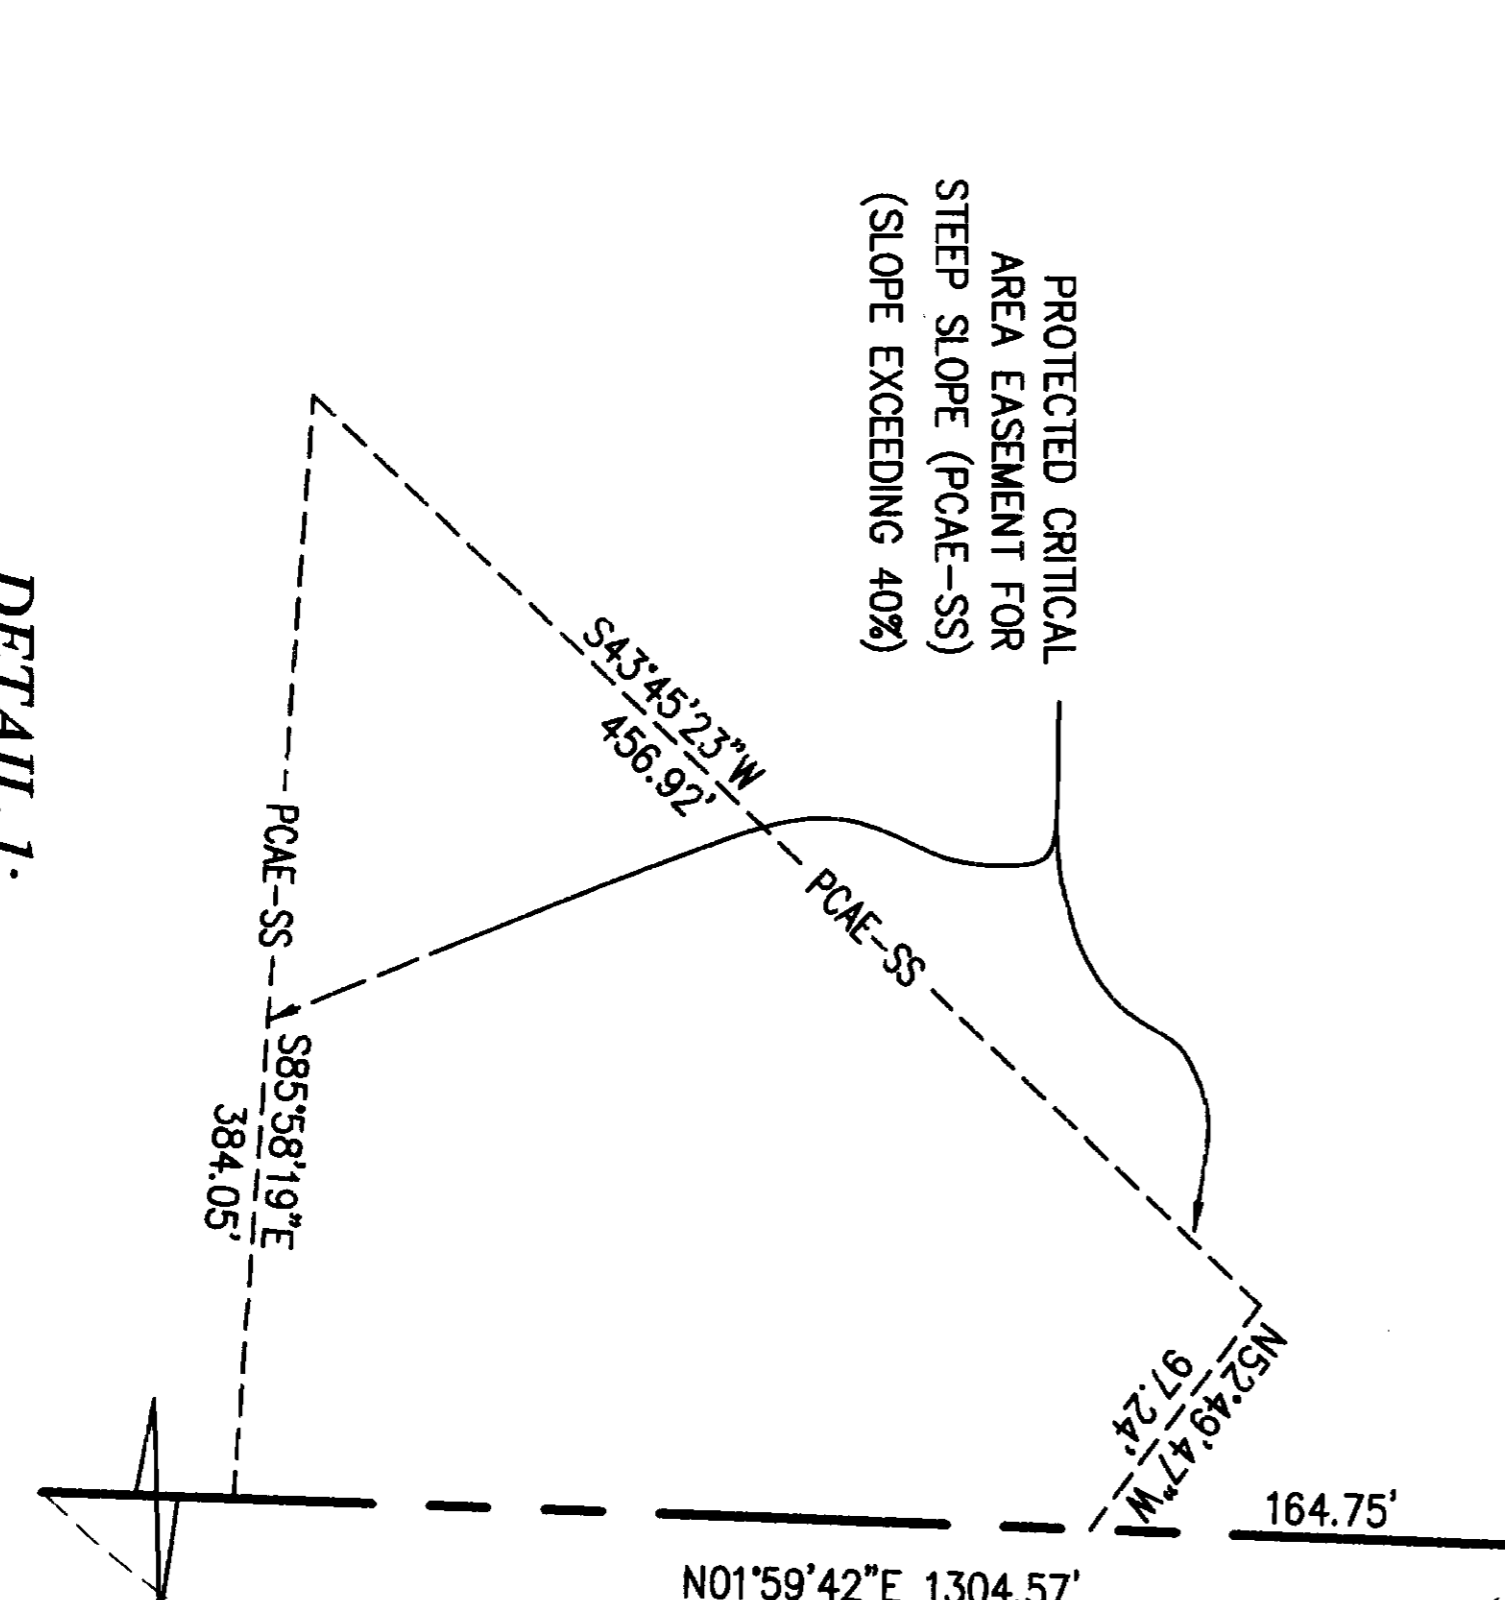 PROTECTED CRITICAL
AREA EASEMENT FOR
STEEP SLOPE (PCAE-SS)
(SLOPE EXCEEDING 40%)
S43°45'23"W
456.92'
PCAE-SS
PCAE-SS
S85°58'19"E
384.05'
N52°49'47"W
97.24'
164.75'
N01°59'42"E 1304.57'
DETAIL 1: